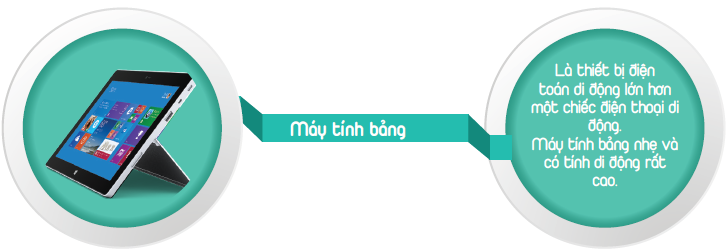 Máy tính bảng
Là thiết bị điện
toán di động lớn hơn
một chiếc điện thoại di
động.
Máy tính bảng nhẹ và
có tính di động rất
cao.